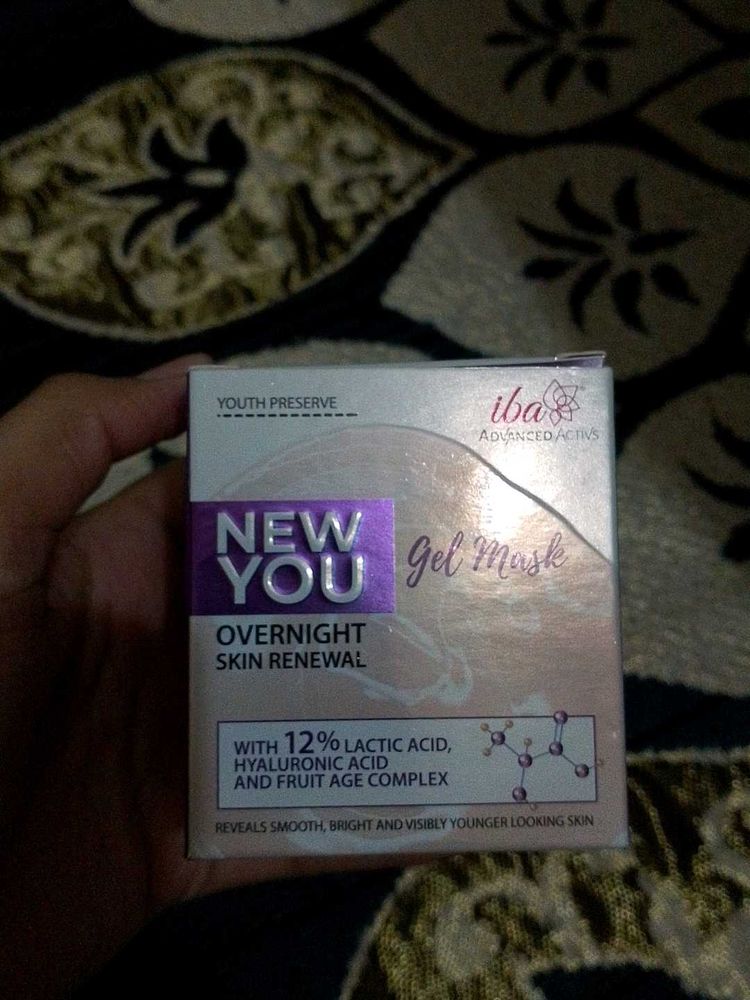 YOUTH PRESERVE
iba
ADVANCED ACTIVS
NEW
YOU
Gel Mask
OVERNIGHT
SKIN RENEWAL
WITH 12% LACTIC ACID,
HYALURONIC ACID
AND FRUIT AGE COMPLEX
REVEALS SMOOTH, BRIGHT AND VISIBLY YOUNGER LOOKING SKIN